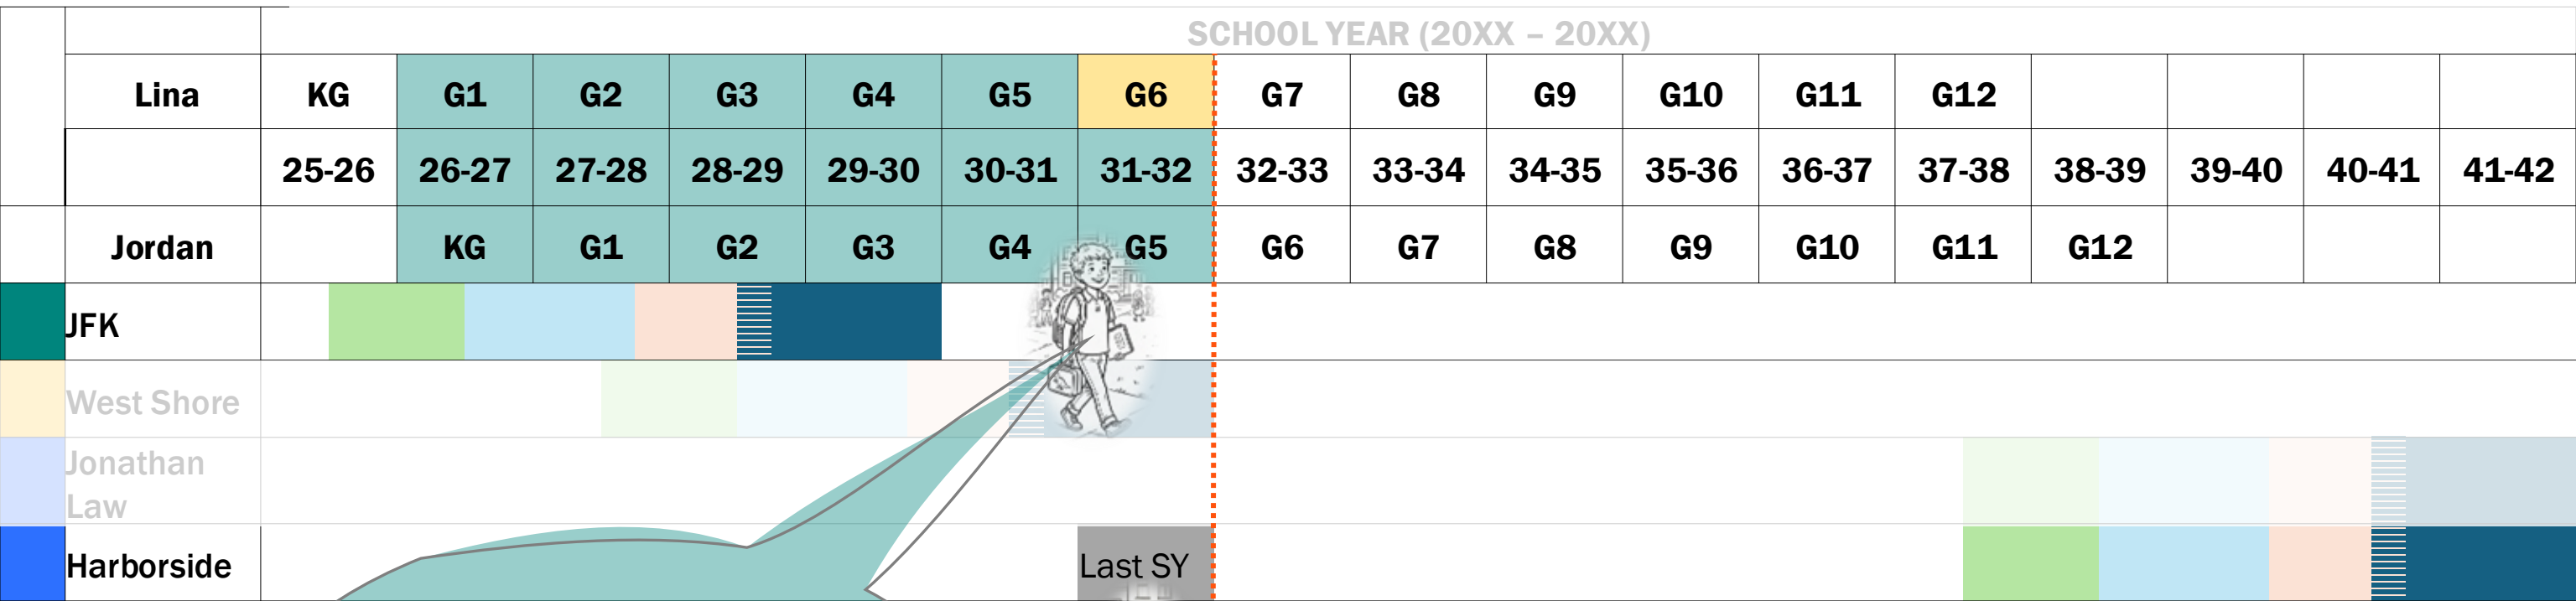 SCHOOL YEAR (20XX – 20XX)
Lina KG G1 G2 G3 G4 G5 G6 G7 G8 G9 G10 G11 G12
25-26 26-27 27-28 28-29 29-30 30-31 31-32 32-33 33-34 34-35 35-36 36-37 37-38 38-39 39-40 40-41 41-42
Jordan KG G1 G2 G3 G4 G5 G6 G7 G8 G9 G10 G11 G12
JFK
West Shore
Jonathan
Law
Harborside Last SY